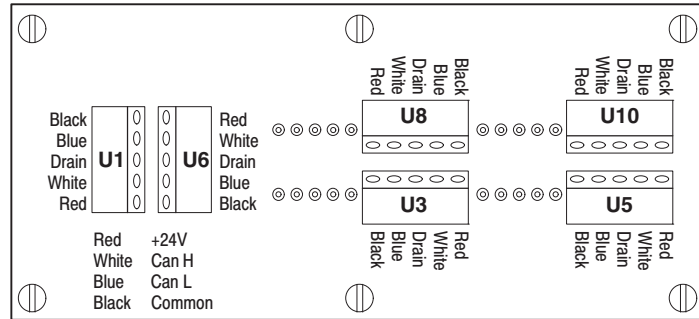 Red White Drain Blue Black
Red White Drain Blue Black
U8
U10
Black
Blue
Drain
White
Red
U1
U6
Red
White
Drain
Blue
Black
U3
U5
Black Blue Drain White Red
Black Blue Drain White Red
Red +24V
White Can H
Blue Can L
Black Common